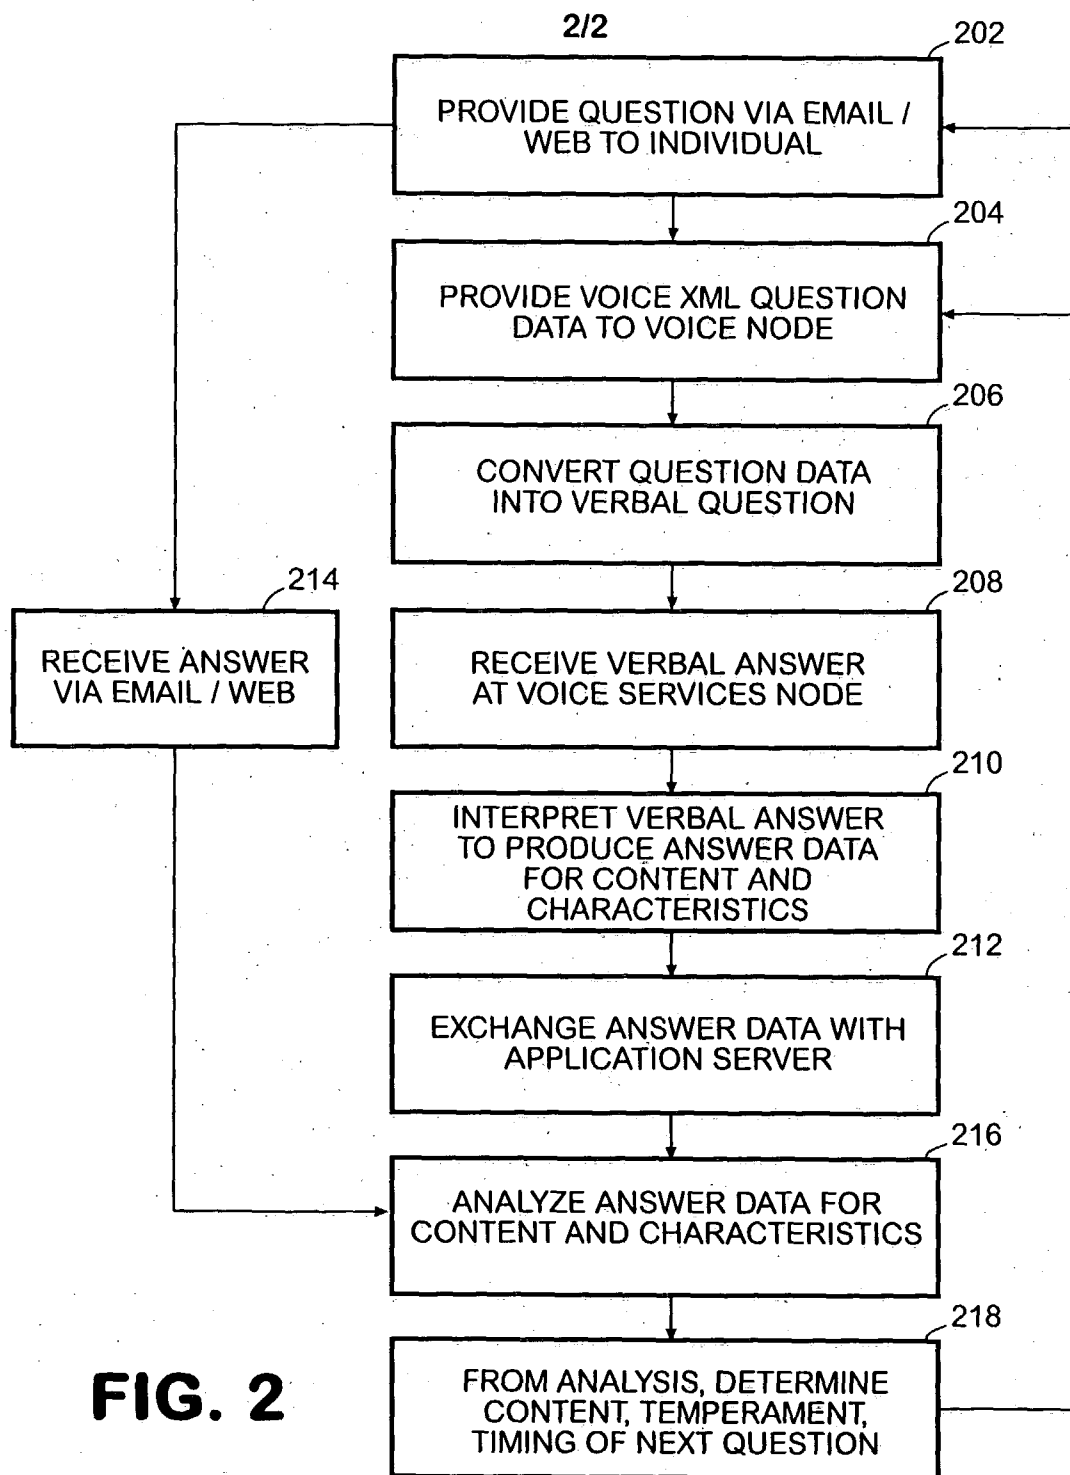 2/2
202
PROVIDE QUESTION VIA EMAIL /
WEB TO INDIVIDUAL
204
PROVIDE VOICE XML QUESTION
DATA TO VOICE NODE
206
CONVERT QUESTION DATA
INTO VERBAL QUESTION
214
RECEIVE ANSWER
VIA EMAIL / WEB
208
RECEIVE VERBAL ANSWER
AT VOICE SERVICES NODE
210
INTERPRET VERBAL ANSWER
TO PRODUCE ANSWER DATA
FOR CONTENT AND
CHARACTERISTICS
212
EXCHANGE ANSWER DATA WITH
APPLICATION SERVER
216
ANALYZE ANSWER DATA FOR
CONTENT AND CHARACTERISTICS
218
FROM ANALYSIS, DETERMINE
CONTENT, TEMPERAMENT,
TIMING OF NEXT QUESTION
FIG. 2